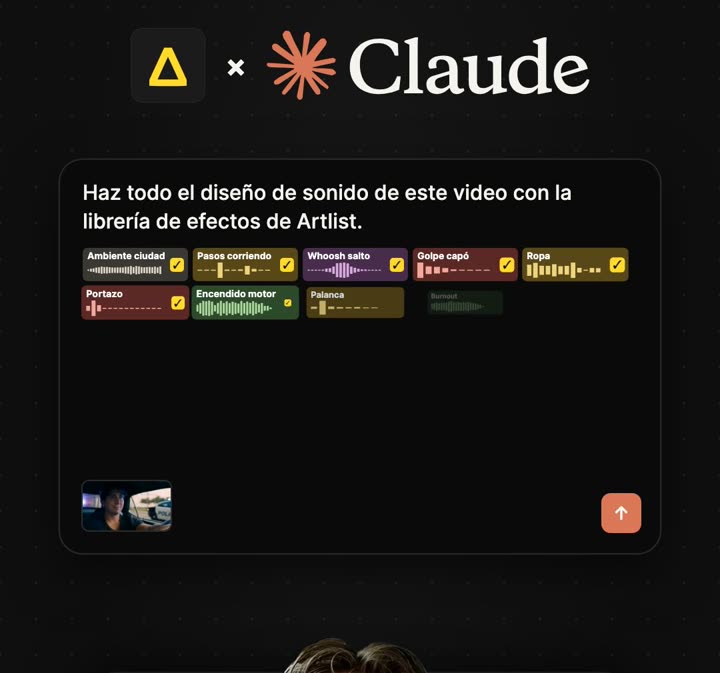 Claude
Haz todo el diseño de sonido de este video con la
librería de efectos de Artlist.
Ambiente ciudad
Pasos corriendo
Whoosh salto
Golpe capó
Ropa
Portazo
Encendido motor
Palanca
Burnout